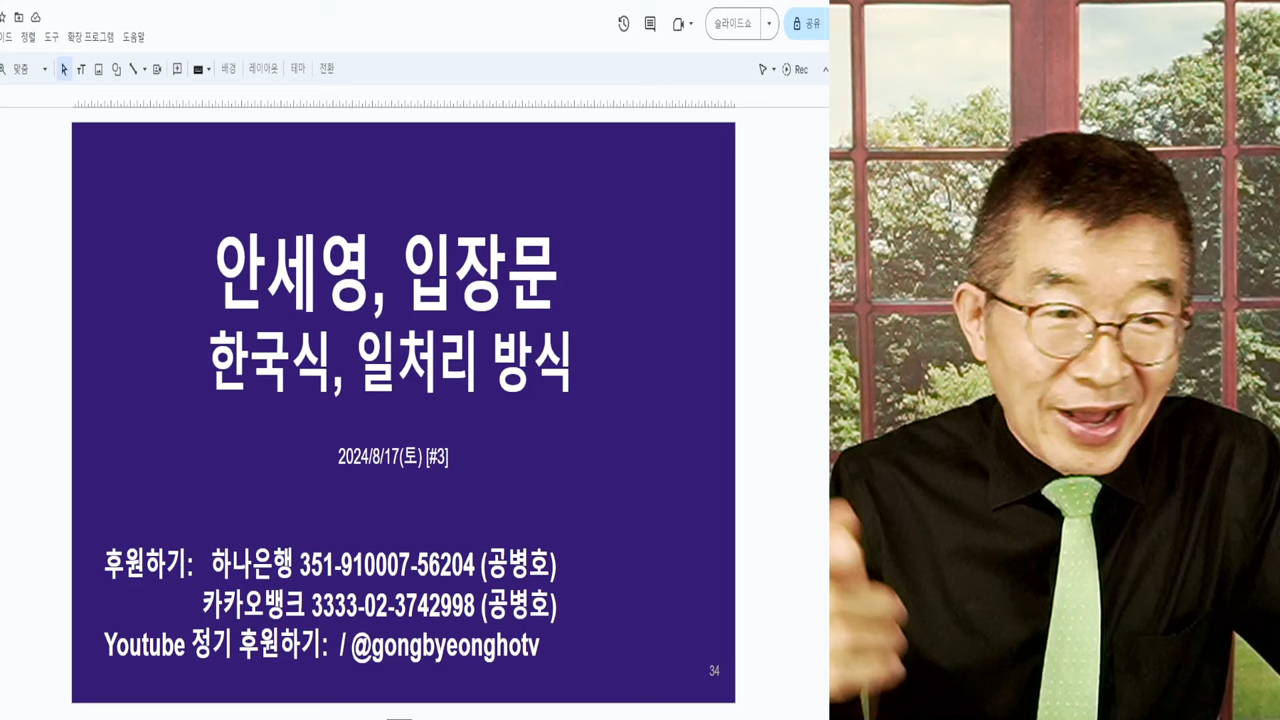 이드 정렬 도구 확장 프로그램 도움말
슬라이드쇼
공유
맞춤
배경 레이아웃 테마 전환
Rec
안세영, 입장문
한국식, 일처리 방식
2024/8/17(토) [#3]
후원하기: 하나은행 351-910007-56204 (공병호)
카카오뱅크 3333-02-3742998 (공병호)
Youtube 정기 후원하기: / @gongbyeonghotv
34